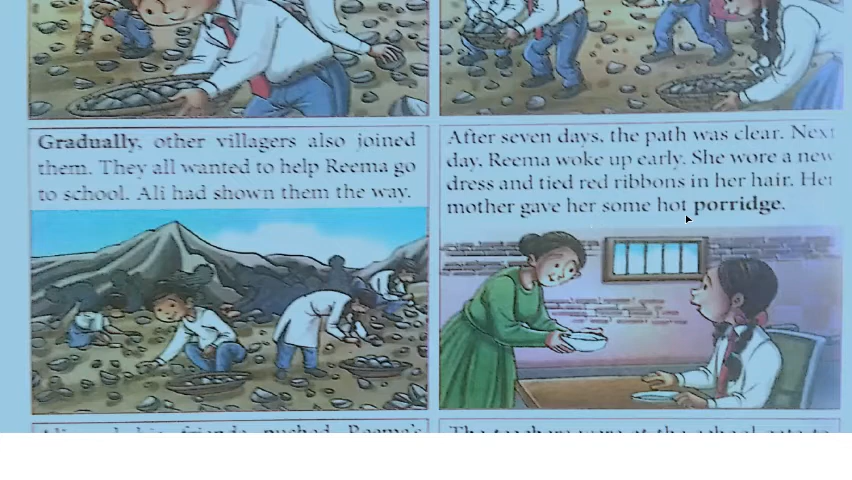 Gradually, other villagers also joined
them. They all wanted to help Reema go
to school. Ali had shown them the way.
After seven days, the path was clear. Next
day, Reema woke up early. She wore a new
dress and tied red ribbons in her hair. Her
mother gave her some hot porridge.